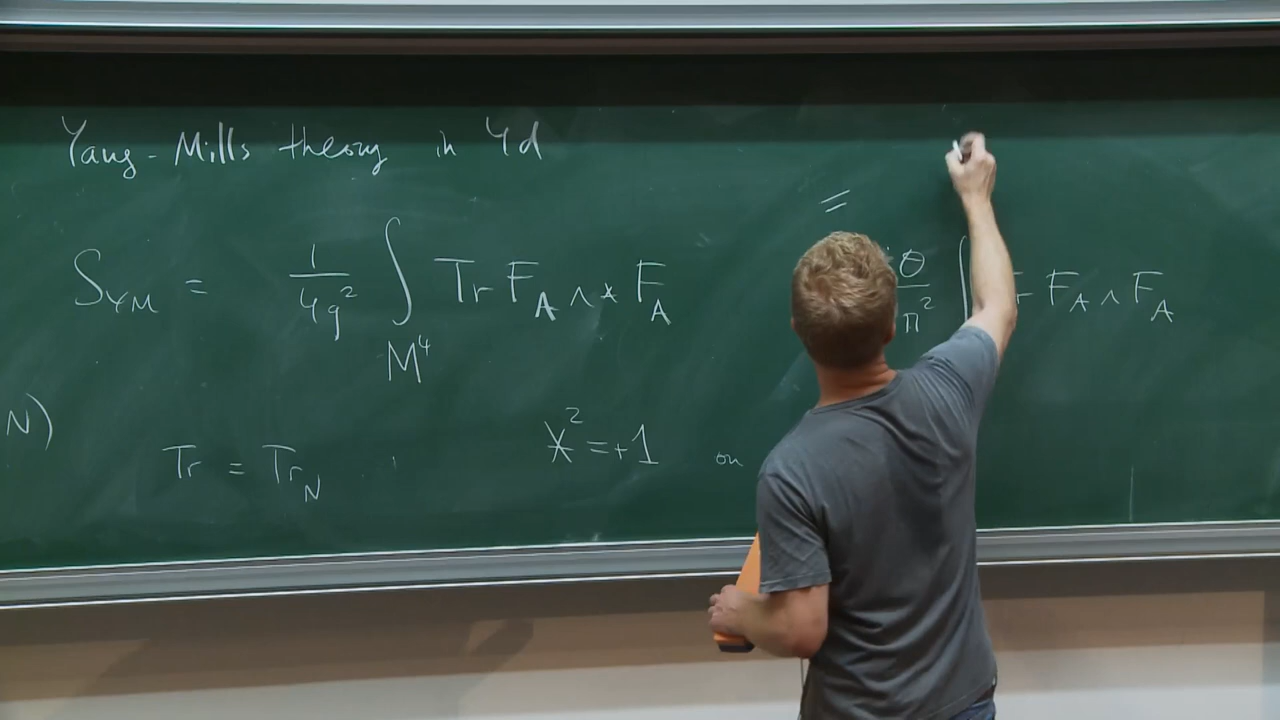 Yang-Mills theory in 4d
=
S_YM = 1/4g² ∫_M⁴ Tr F_A ∧ * F_A θ/π² ∫ F_A ∧ F_A
N)
Tr = Tr_N *² = +1 on